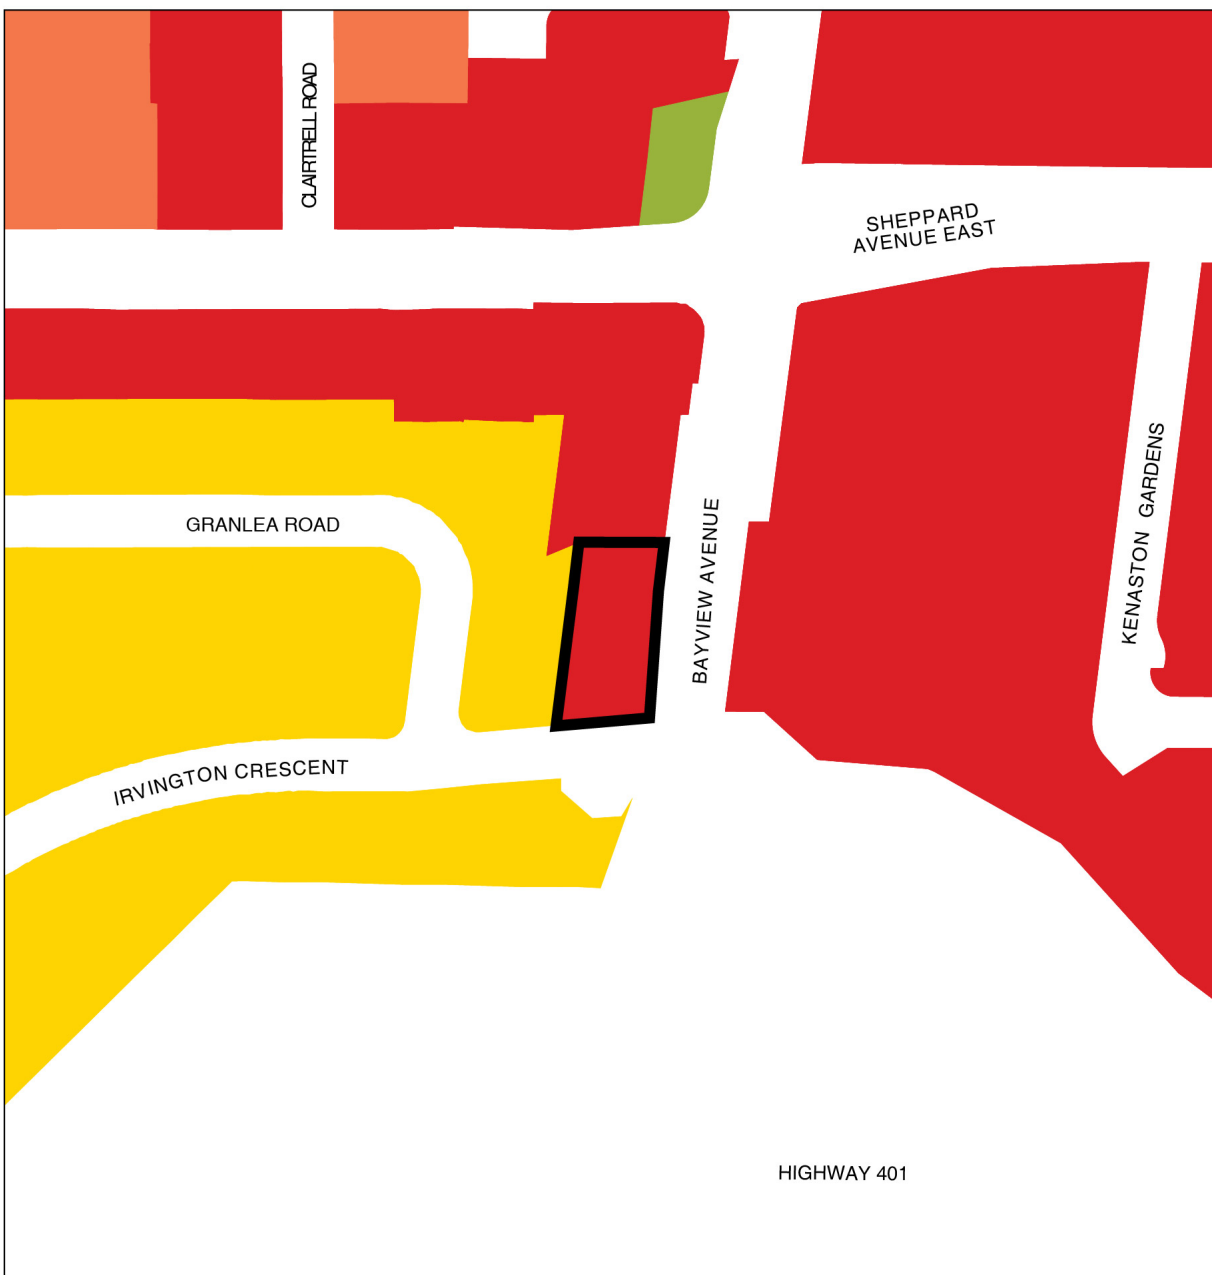 CLAIRTRELL ROAD
SHEPPARD
AVENUE EAST
GRANLEA ROAD
BAYVIEW AVENUE
KENASTON GARDENS
IRVINGTON CRESCENT
HIGHWAY 401